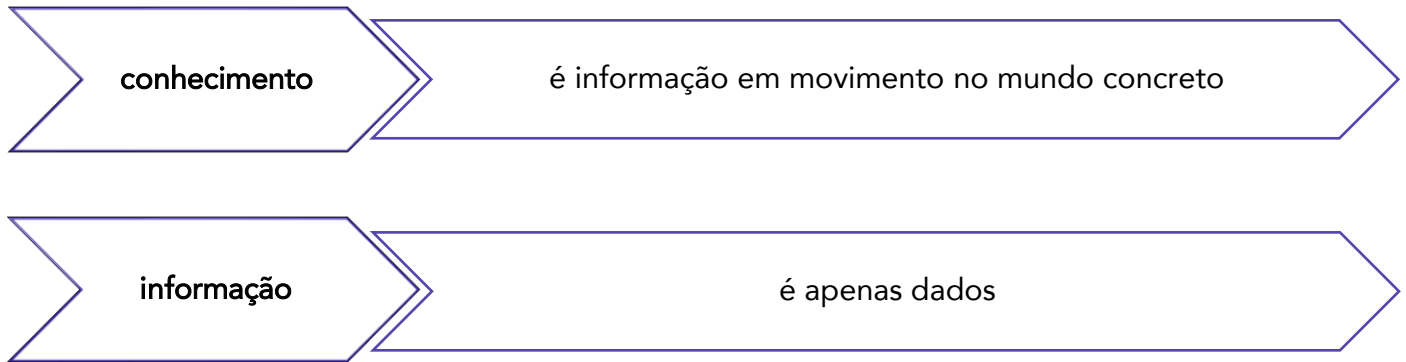 conhecimento
é informação em movimento no mundo concreto
informação
é apenas dados